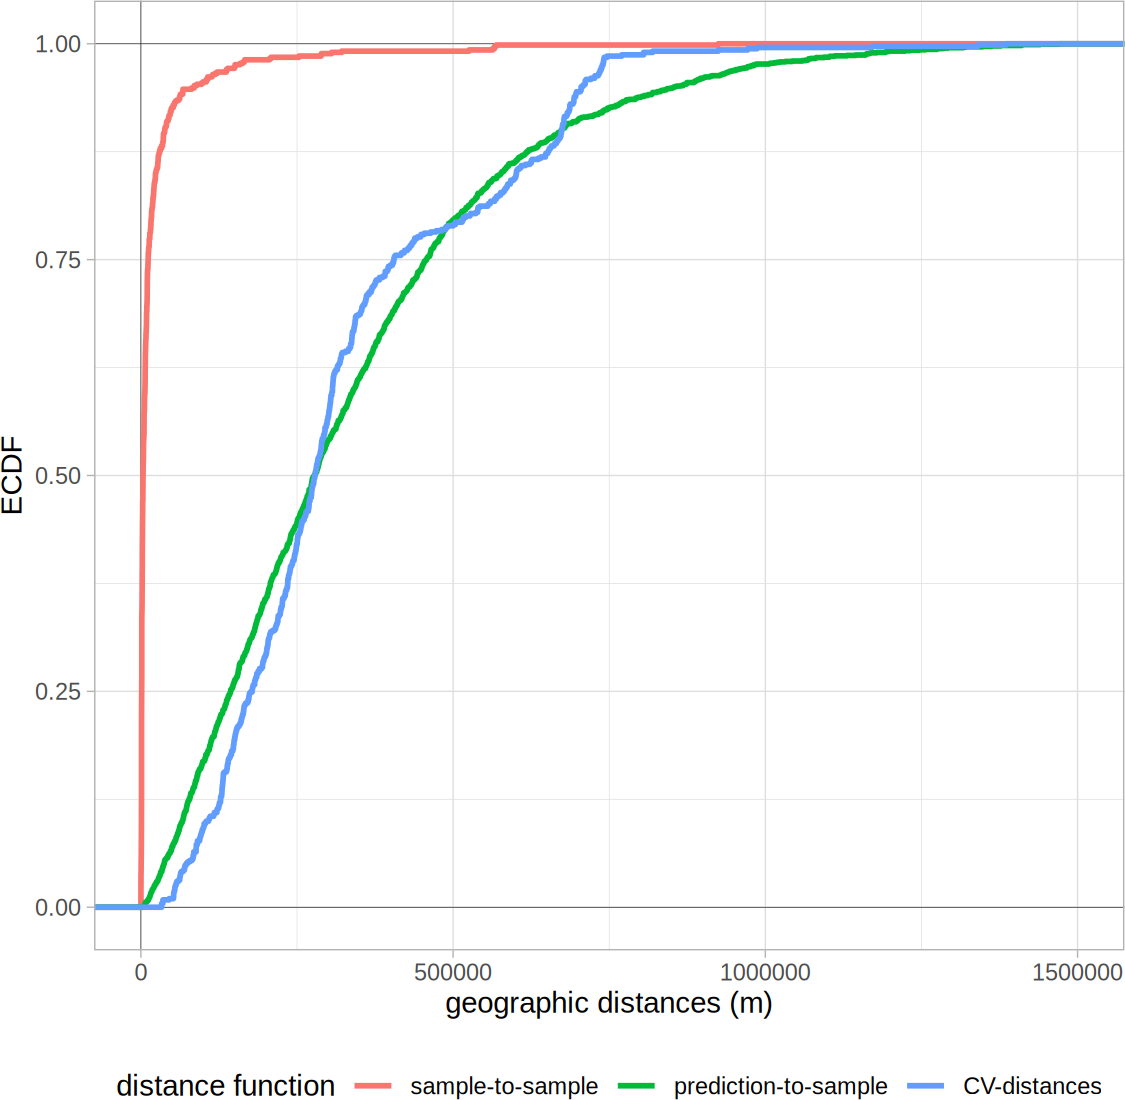 1.00
0.75
0.50
0.25
0.00
ECDF
0 500000 1000000 1500000
geographic distances (m)
distance function sample-to-sample prediction-to-sample CV-distances